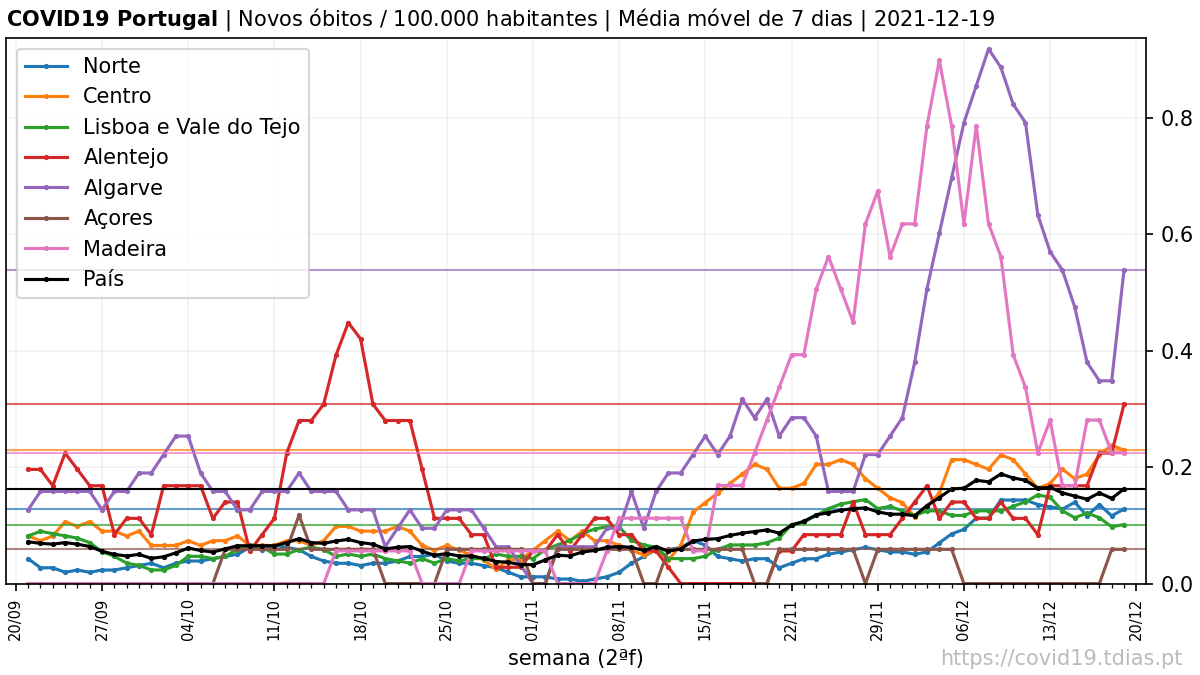 COVID19 Portugal | Novos óbitos / 100.000 habitantes | Média móvel de 7 dias | 2021-12-19
Norte
Centro
Lisboa e Vale do Tejo
Alentejo
Algarve
Açores
Madeira
País
0.8
0.6
0.4
0.2
0.0
20/09
27/09
04/10
11/10
18/10
25/10
01/11
08/11
15/11
22/11
29/11
06/12
13/12
20/12
semana (2ªf)
https://covid19.tdias.pt